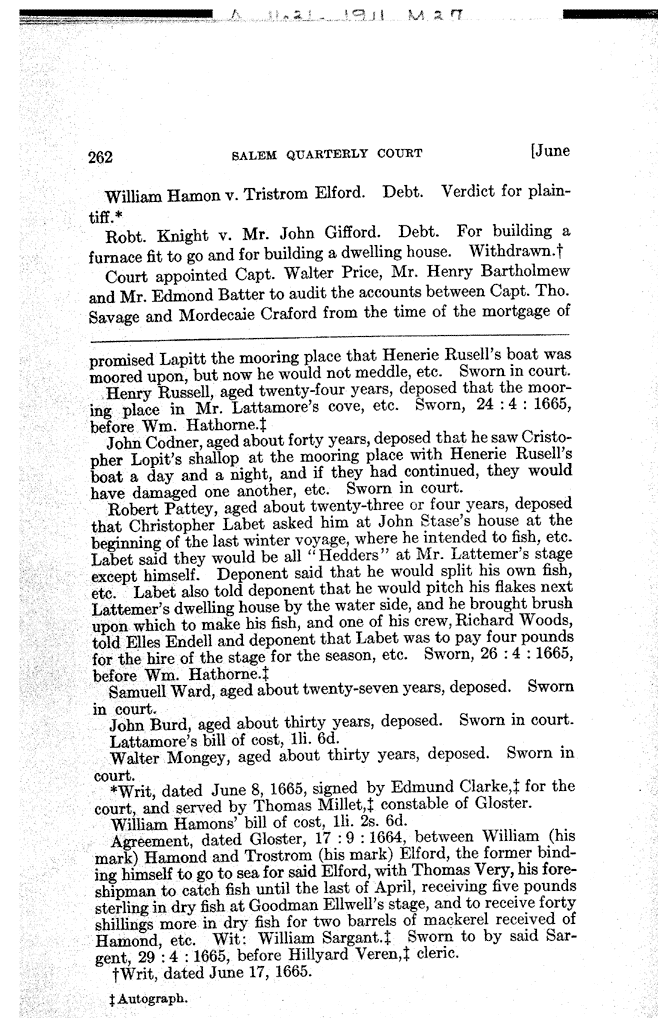 A 11.21. 1911 M 27
262 SALEM QUARTERLY COURT [June
William Hamon v. Tristrom Elford. Debt. Verdict for plain-
tiff.*
Robt. Knight v. Mr. John Gifford. Debt. For building a
furnace fit to go and for building a dwelling house. Withdrawn.†
Court appointed Capt. Walter Price, Mr. Henry Bartholmew
and Mr. Edmond Batter to audit the accounts between Capt. Tho.
Savage and Mordecaie Craford from the time of the mortgage of
promised Lapitt the mooring place that Henerie Rusell's boat was
moored upon, but now he would not meddle, etc. Sworn in court.
Henry Russell, aged twenty-four years, deposed that the moor-
ing place in Mr. Lattamore's cove, etc. Sworn, 24 : 4 : 1665,
before Wm. Hathorne.‡
John Codner, aged about forty years, deposed that he saw Cristo-
pher Lopit's shallop at the mooring place with Henerie Rusell's
boat a day and a night, and if they had continued, they would
have damaged one another, etc. Sworn in court.
Robert Pattey, aged about twenty-three or four years, deposed
that Christopher Labet asked him at John Stase's house at the
beginning of the last winter voyage, where he intended to fish, etc.
Labet said they would be all "Hedders" at Mr. Lattemer's stage
except himself. Deponent said that he would split his own fish,
etc. Labet also told deponent that he would pitch his flakes next
Lattemer's dwelling house by the water side, and he brought brush
upon which to make his fish, and one of his crew, Richard Woods,
told Elles Endell and deponent that Labet was to pay four pounds
for the hire of the stage for the season, etc. Sworn, 26 : 4 : 1665,
before Wm. Hathorne.‡
Samuell Ward, aged about twenty-seven years, deposed. Sworn
in court.
John Burd, aged about thirty years, deposed. Sworn in court.
Lattamore's bill of cost, 1li. 6d.
Walter Mongey, aged about thirty years, deposed. Sworn in
court.
*Writ, dated June 8, 1665, signed by Edmund Clarke,‡ for the
court, and served by Thomas Millet,‡ constable of Gloster.
William Hamons' bill of cost, 1li. 2s. 6d.
Agreement, dated Gloster, 17 : 9 : 1664, between William (his
mark) Hamond and Trostrom (his mark) Elford, the former bind-
ing himself to go to sea for said Elford, with Thomas Very, his fore-
shipman to catch fish until the last of April, receiving five pounds
sterling in dry fish at Goodman Ellwell's stage, and to receive forty
shillings more in dry fish for two barrels of mackerel received of
Hamond, etc. Wit: William Sargant.‡ Sworn to by said Sar-
gent, 29 : 4 : 1665, before Hillyard Veren,‡ cleric.
†Writ, dated June 17, 1665.
‡Autograph.